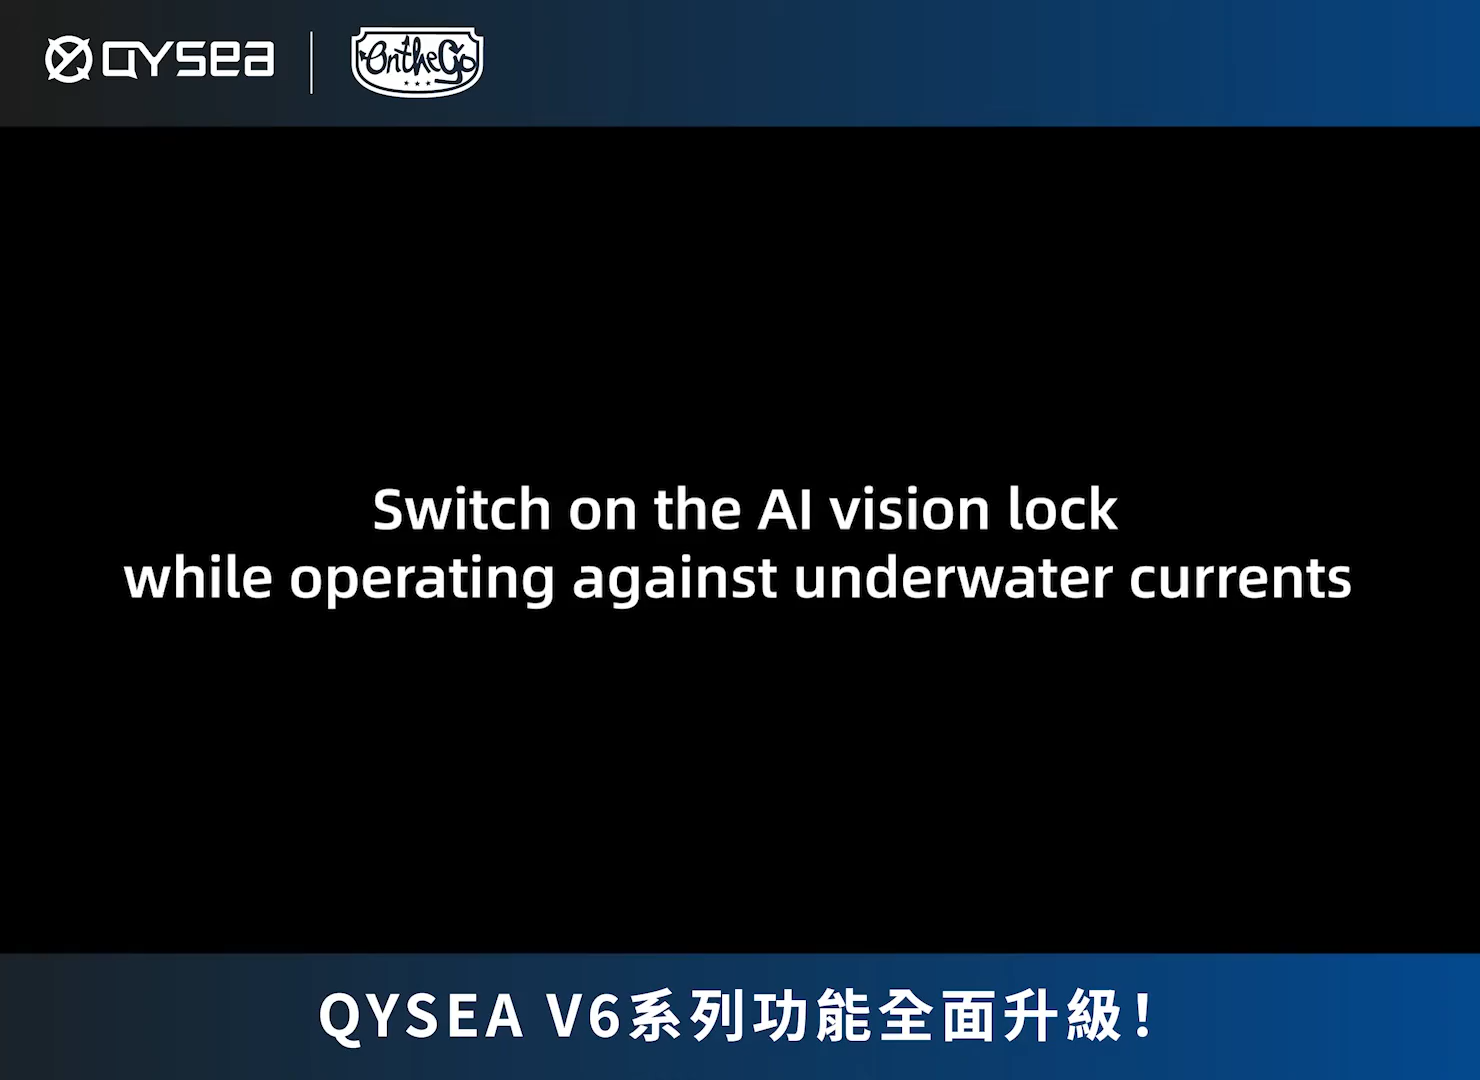 QYSEA
OntheGo
Switch on the AI vision lock
while operating against underwater currents
QYSEA V6系列功能全面升級！